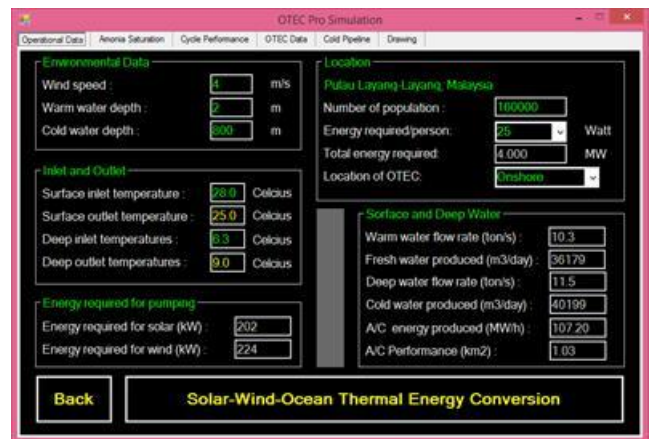 OTEC Pro Simulation
Operational Data Amonia Saturation Cycle Performance OTEC Data Cold Pipeline Drawing
Environmental Data
Wind speed : 4 m/s
Warm water depth : 2 m
Cold water depth : 800 m
Inlet and Outlet
Surface inlet temperature : 28.0 Celcius
Surface outlet temperature : 25.0 Celcius
Deep inlet temperatures : 6.3 Celcius
Deep outlet temperatures : 9.0 Celcius
Energy required for pumping
Energy required for solar (kW) : 202
Energy required for wind (kW) : 224
Location
Pulau Layang-Layang, Malaysia
Number of population : 160000
Energy required/person: 25 Watt
Total energy required: 4.000 MW
Location of OTEC: Onshore
Sorface and Deep Water
Warm water flow rate (ton/s) : 10.3
Fresh water produced (m3/day) : 36179
Deep water flow rate (ton/s) : 11.5
Cold water produced (m3/day) : 40199
A/C energy produced (MW/h) : 107.20
A/C Performance (km2) : 1.03
Back
Solar-Wind-Ocean Thermal Energy Conversion